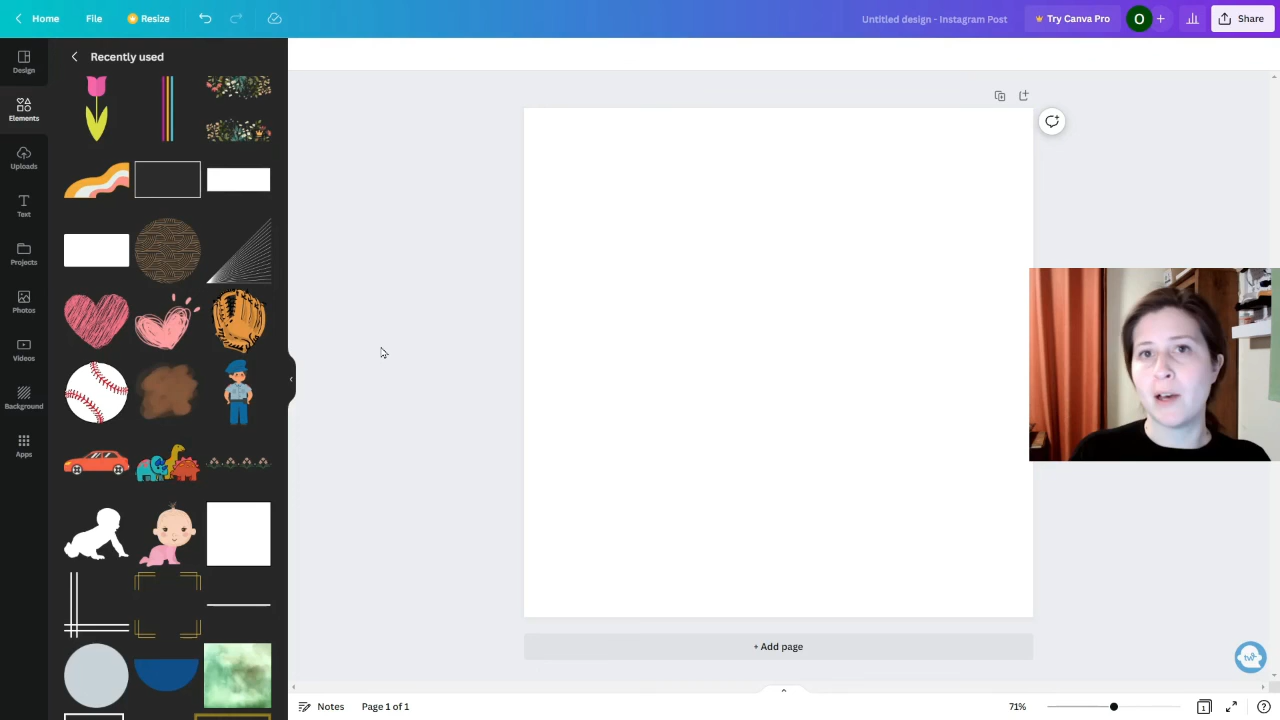 Home
File
Resize
Untitled design - Instagram Post
Try Canva Pro
O
Share
Design
Elements
Uploads
Text
Projects
Photos
Videos
Background
Apps
Recently used
+ Add page
Notes
Page 1 of 1
71%
1